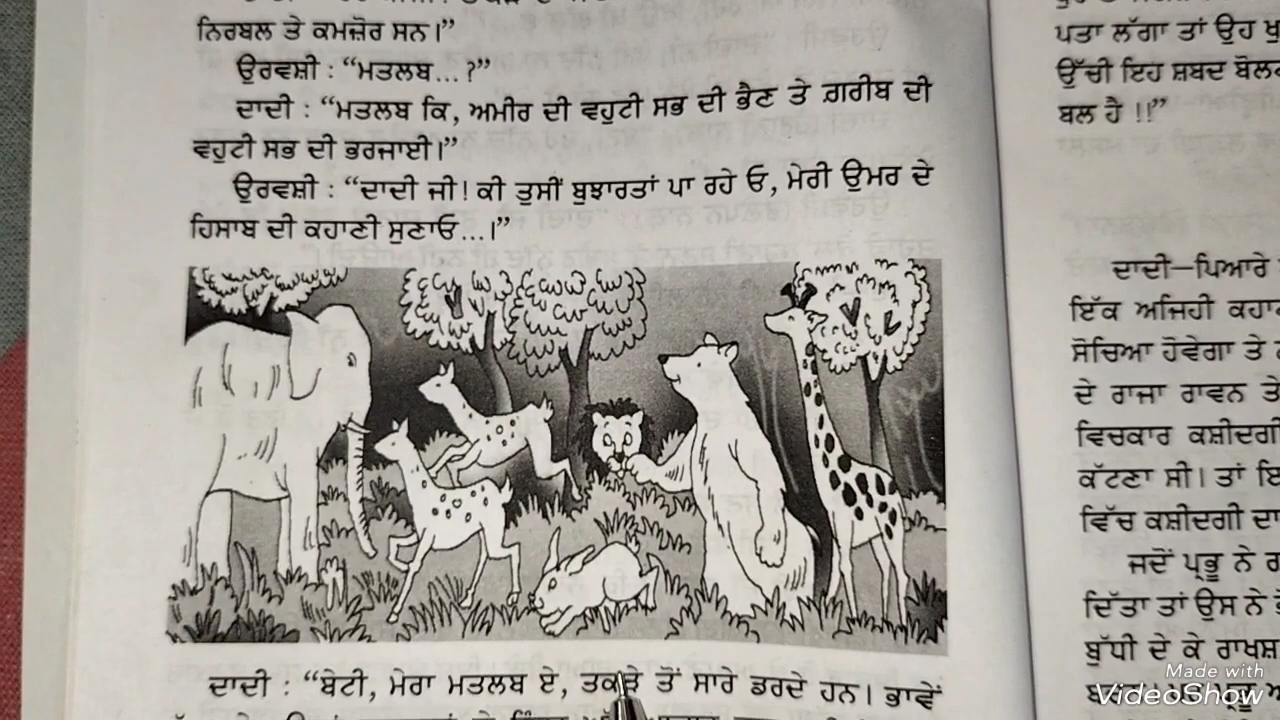 ਨਿਰਬਲ ਤੇ ਕਮਜ਼ੋਰ ਸਨ।”
ਉਰਵਸ਼ੀ : “ਮਤਲਬ...?”
ਦਾਦੀ : “ਮਤਲਬ ਕਿ, ਅਮੀਰ ਦੀ ਵਹੁਟੀ ਸਭ ਦੀ ਭੈਣ ਤੇ ਗ਼ਰੀਬ ਦੀ
ਵਹੁਟੀ ਸਭ ਦੀ ਭਰਜਾਈ।”
ਉਰਵਸ਼ੀ : “ਦਾਦੀ ਜੀ! ਕੀ ਤੁਸੀਂ ਬੁਝਾਰਤਾਂ ਪਾ ਰਹੇ ਓ, ਮੇਰੀ ਉਮਰ ਦੇ
ਹਿਸਾਬ ਦੀ ਕਹਾਣੀ ਸੁਣਾਓ...।”
ਦਾਦੀ : “ਬੇਟੀ, ਮੇਰਾ ਮਤਲਬ ਏ, ਤਕੜੇ ਤੋਂ ਸਾਰੇ ਡਰਦੇ ਹਨ। ਭਾਵੇਂ
ਪਤਾ ਲੱਗਾ ਤਾਂ ਉਹ
ਉੱਚੀ ਇਹ ਸ਼ਬਦ
ਬਲ ਹੈ !!”
ਦਾਦੀ—ਪਿਆਰੇ
ਇੱਕ ਅਜਿਹੀ
ਸੋਚਿਆ ਹੋਵੇਗਾ ਤੇ
ਦੇ ਰਾਜਾ ਰਾਵਨ ਤੇ
ਵਿਚਕਾਰ ਕਸ਼ੀਦਗੀ
ਕੱਟਣਾ ਸੀ। ਤਾਂ
ਵਿੱਚ ਕਸ਼ੀਦਗੀ ਦਾ
ਜਦੋਂ ਪ੍ਰਭੂ ਨੇ
ਦਿੱਤਾ ਤਾਂ ਉਸ ਨੇ
ਬੁੱਧੀ ਦੇ ਕੇ
Made with
VideoShow